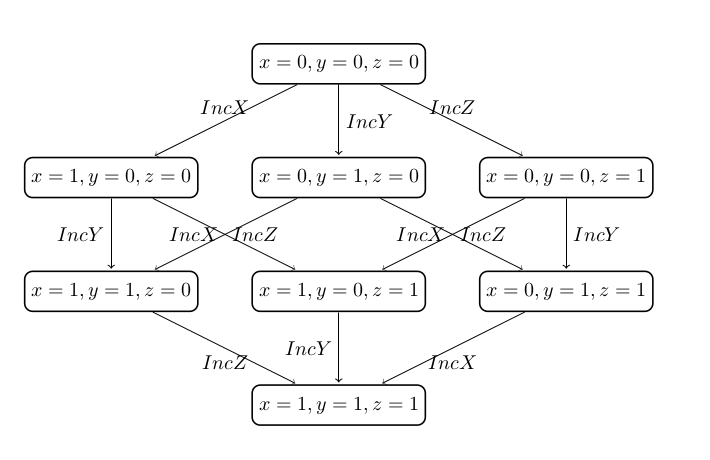 x = 0, y = 0, z = 0
IncX
IncY
IncZ
x = 1, y = 0, z = 0
x = 0, y = 1, z = 0
x = 0, y = 0, z = 1
IncY
IncX
IncZ
IncX
IncZ
IncY
x = 1, y = 1, z = 0
x = 1, y = 0, z = 1
x = 0, y = 1, z = 1
IncZ
IncY
IncX
x = 1, y = 1, z = 1